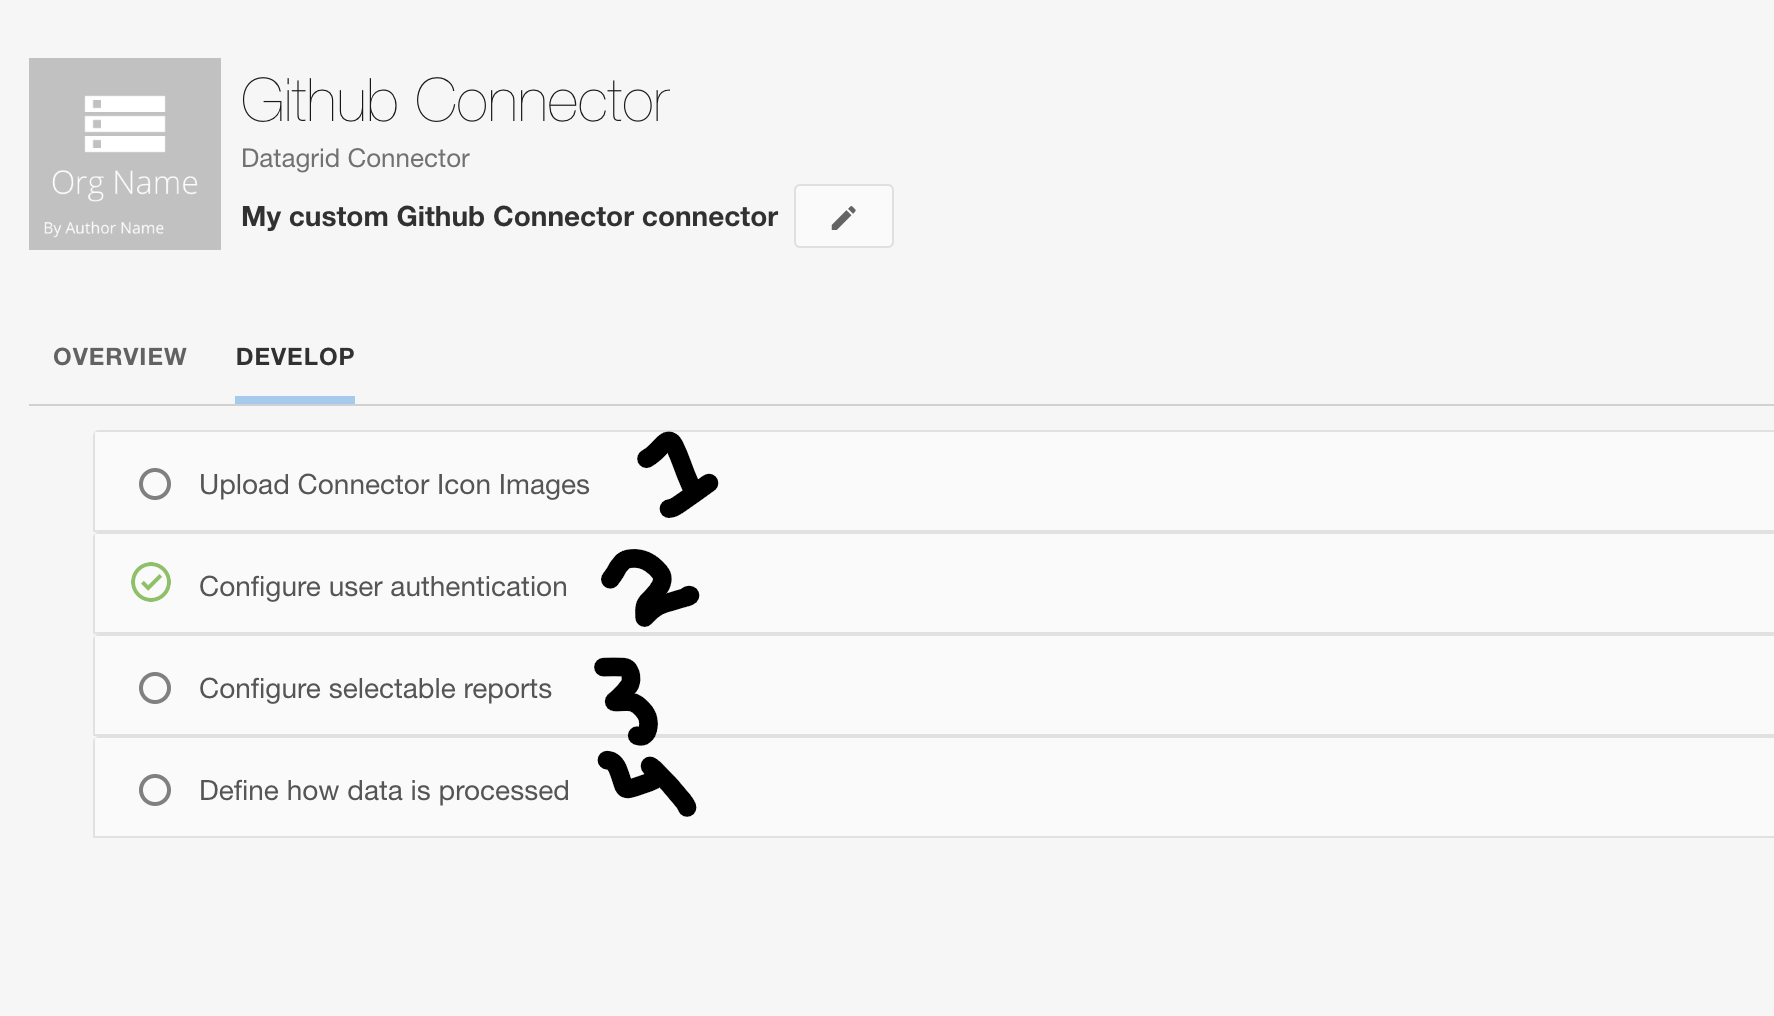 Github Connector
Org Name
By Author Name
Datagrid Connector
My custom Github Connector connector
OVERVIEW DEVELOP
Upload Connector Icon Images 1
Configure user authentication 2
Configure selectable reports 3
Define how data is processed 4